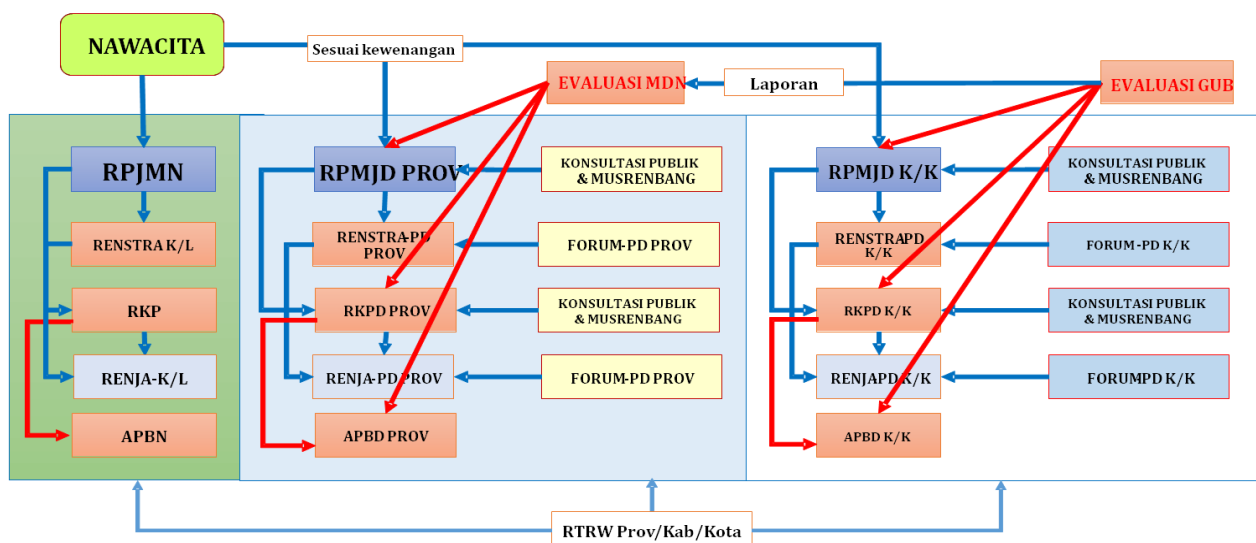 NAWACITA
Sesuai kewenangan
EVALUASI MDN
Laporan
EVALUASI GUB
RPJMN
RENSTRA K/L
RKP
RENJA-K/L
APBN
RPMJD PROV
RENSTRA-PD
PROV
RKPD PROV
RENJA-PD PROV
APBD PROV
KONSULTASI PUBLIK
& MUSRENBANG
FORUM-PD PROV
KONSULTASI PUBLIK
& MUSRENBANG
FORUM-PD PROV
RPMJD K/K
RENSTRAPD
K/K
RKPD K/K
RENJAPD K/K
APBD K/K
KONSULTASI PUBLIK
& MUSRENBANG
FORUM -PD K/K
KONSULTASI PUBLIK
& MUSRENBANG
FORUMPD K/K
RTRW Prov/Kab/Kota